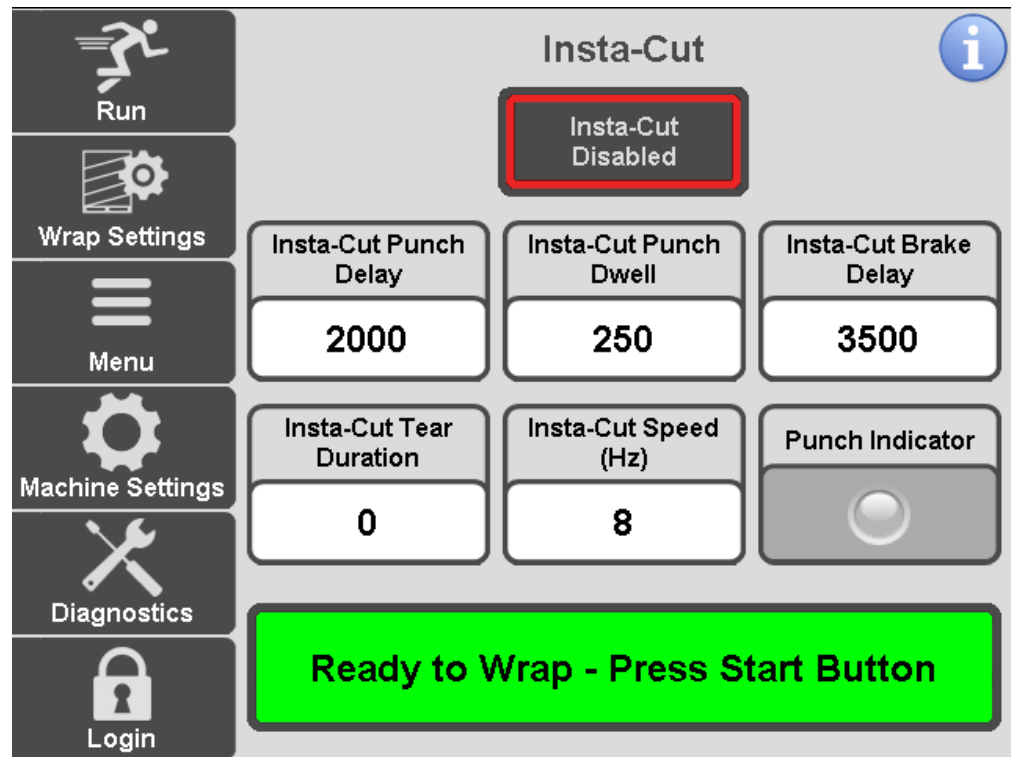 Run
Wrap Settings
Menu
Machine Settings
Diagnostics
Login
Insta-Cut
i
Insta-Cut
Disabled
Insta-Cut Punch
Delay
2000
Insta-Cut Punch
Dwell
250
Insta-Cut Brake
Delay
3500
Insta-Cut Tear
Duration
0
Insta-Cut Speed
(Hz)
8
Punch Indicator
Ready to Wrap - Press Start Button